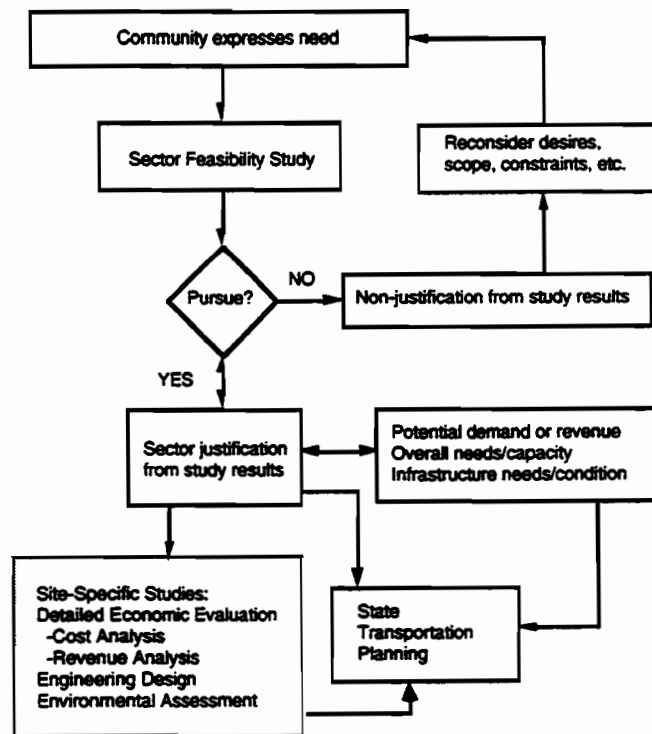 Community expresses need
Sector Feasibility Study
Reconsider desires,
scope, constraints, etc.
Pursue?
NO
Non-justification from study results
YES
Sector justification
from study results
Potential demand or revenue
Overall needs/capacity
Infrastructure needs/condition
Site-Specific Studies:
Detailed Economic Evaluation
-Cost Analysis
-Revenue Analysis
Engineering Design
Environmental Assessment
State
Transportation
Planning